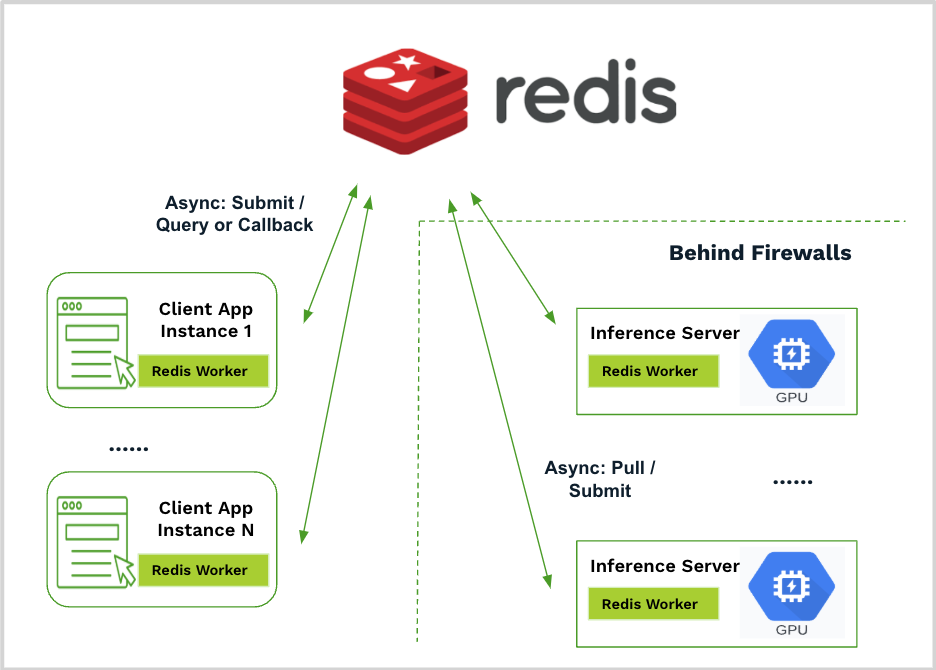 redis
Async: Submit /
Query or Callback
Behind Firewalls
Client App
Instance 1
Redis Worker
Inference Server
Redis Worker
GPU
......
Async: Pull /
Submit
......
Client App
Instance N
Redis Worker
Inference Server
Redis Worker
GPU